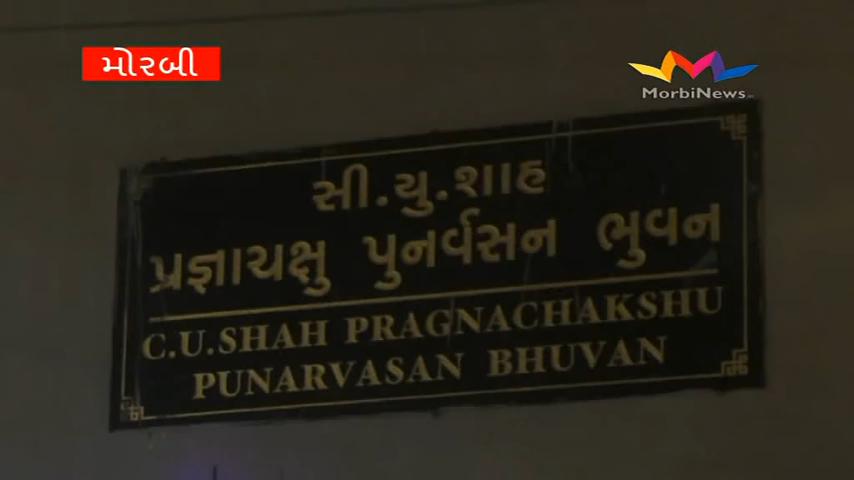 મોરબી
MorbiNews
સી.યુ.શાહ
પ્રજ્ઞાચક્ષુ પુનર્વસન ભુવન
C.U.SHAH PRAGNACHAKSHU
PUNARVASAN BHUVAN